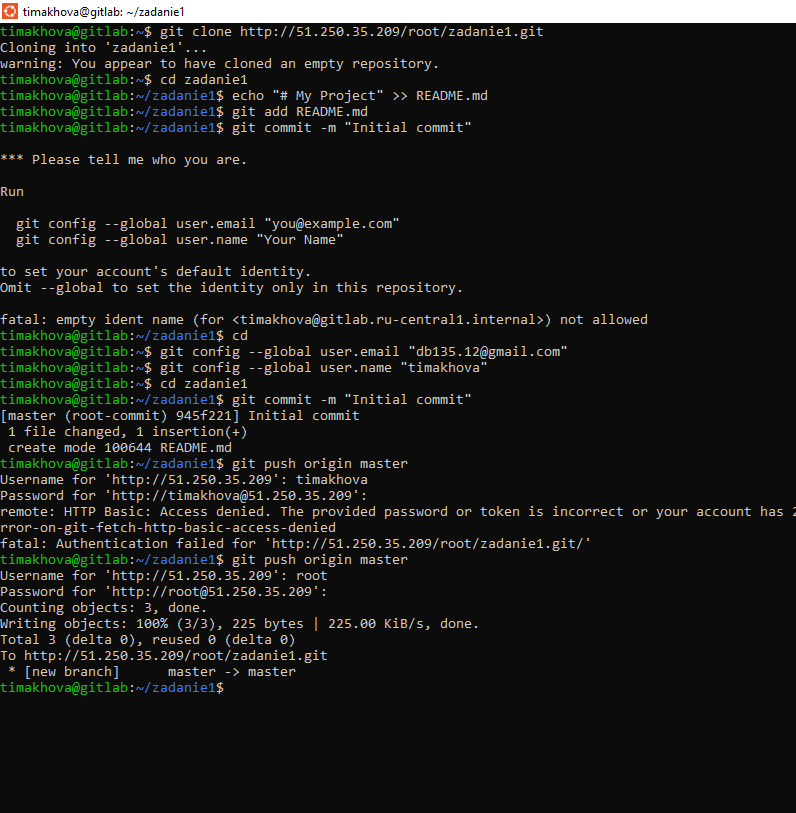 timakhova@gitlab: ~/zadanie1
timakhova@gitlab:~$ git clone http://51.250.35.209/root/zadanie1.git
Cloning into 'zadanie1'...
warning: You appear to have cloned an empty repository.
timakhova@gitlab:~$ cd zadanie1
timakhova@gitlab:~/zadanie1$ echo "# My Project" >> README.md
timakhova@gitlab:~/zadanie1$ git add README.md
timakhova@gitlab:~/zadanie1$ git commit -m "Initial commit"
*** Please tell me who you are.
Run
git config --global user.email "you@example.com"
git config --global user.name "Your Name"
to set your account's default identity.
Omit --global to set the identity only in this repository.
fatal: empty ident name (for <timakhova@gitlab.ru-central1.internal>) not allowed
timakhova@gitlab:~/zadanie1$ cd
timakhova@gitlab:~$ git config --global user.email "db135.12@gmail.com"
timakhova@gitlab:~$ git config --global user.name "timakhova"
timakhova@gitlab:~$ cd zadanie1
timakhova@gitlab:~/zadanie1$ git commit -m "Initial commit"
[master (root-commit) 945f221] Initial commit
1 file changed, 1 insertion(+)
create mode 100644 README.md
timakhova@gitlab:~/zadanie1$ git push origin master
Username for 'http://51.250.35.209': timakhova
Password for 'http://timakhova@51.250.35.209':
remote: HTTP Basic: Access denied. The provided password or token is incorrect or your account has 2
rror-on-git-fetch-http-basic-access-denied
fatal: Authentication failed for 'http://51.250.35.209/root/zadanie1.git/'
timakhova@gitlab:~/zadanie1$ git push origin master
Username for 'http://51.250.35.209': root
Password for 'http://root@51.250.35.209':
Counting objects: 3, done.
Writing objects: 100% (3/3), 225 bytes | 225.00 KiB/s, done.
Total 3 (delta 0), reused 0 (delta 0)
To http://51.250.35.209/root/zadanie1.git
* [new branch]      master -> master
timakhova@gitlab:~/zadanie1$